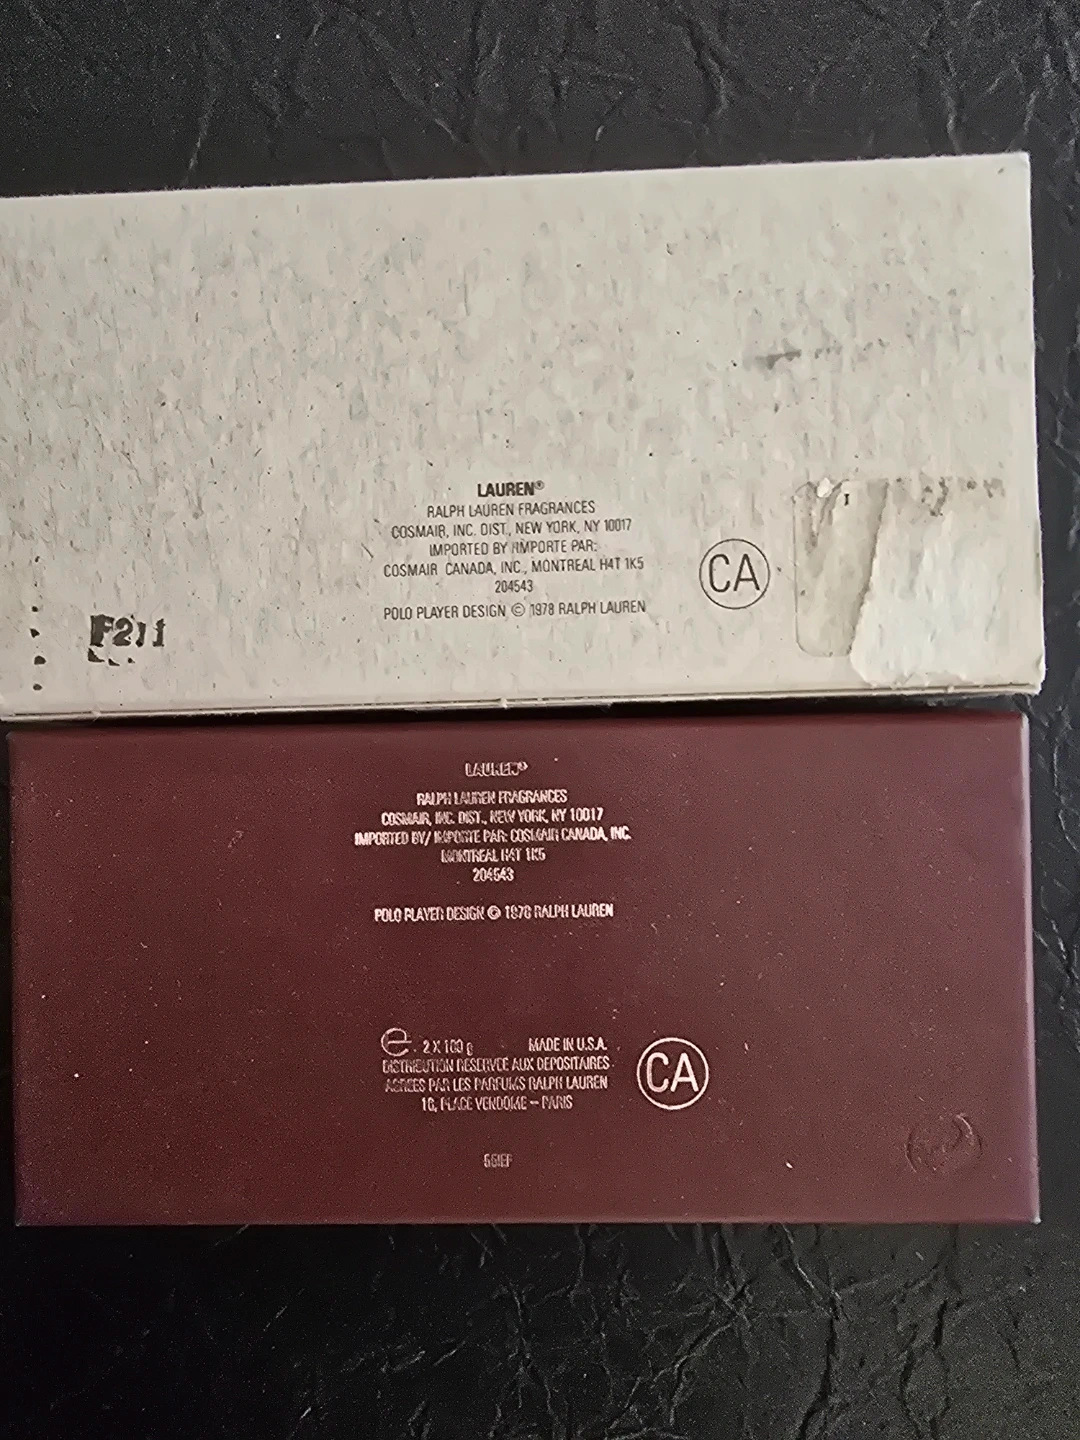 LAUREN®
RALPH LAUREN FRAGRANCES
COSMAIR, INC. DIST., NEW YORK, NY 10017
IMPORTED BY /IMPORTE PAR:
COSMAIR CANADA, INC., MONTREAL H4T 1K5
204543
POLO PLAYER DESIGN © 1978 RALPH LAUREN
CA
F211
LAUREN®
RALPH LAUREN FRAGRANCES
COSMAIR, INC. DIST., NEW YORK, NY 10017
IMPORTED BY/ IMPORTE PAR: COSMAIR CANADA, INC.
MONTREAL H4T 1K5
204543
POLO PLAYER DESIGN © 1978 RALPH LAUREN
e 2 X 100 g MADE IN U.S.A.
DISTRIBUTION RESERVEE AUX DEPOSITAIRES
AGREES PAR LES PARFUMS RALPH LAUREN
PLACE VENDOME – PARIS
CA